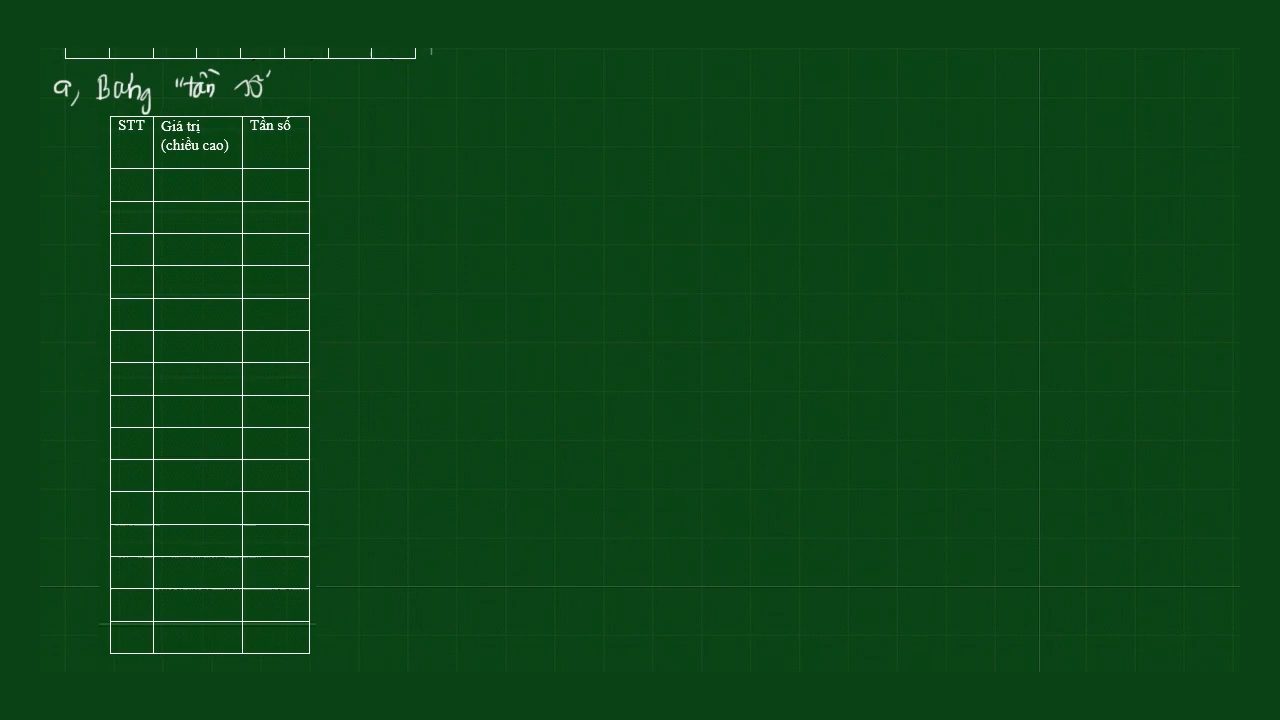 a, Bảng "tần số"
STT Giá trị Tần số
(chiều cao)